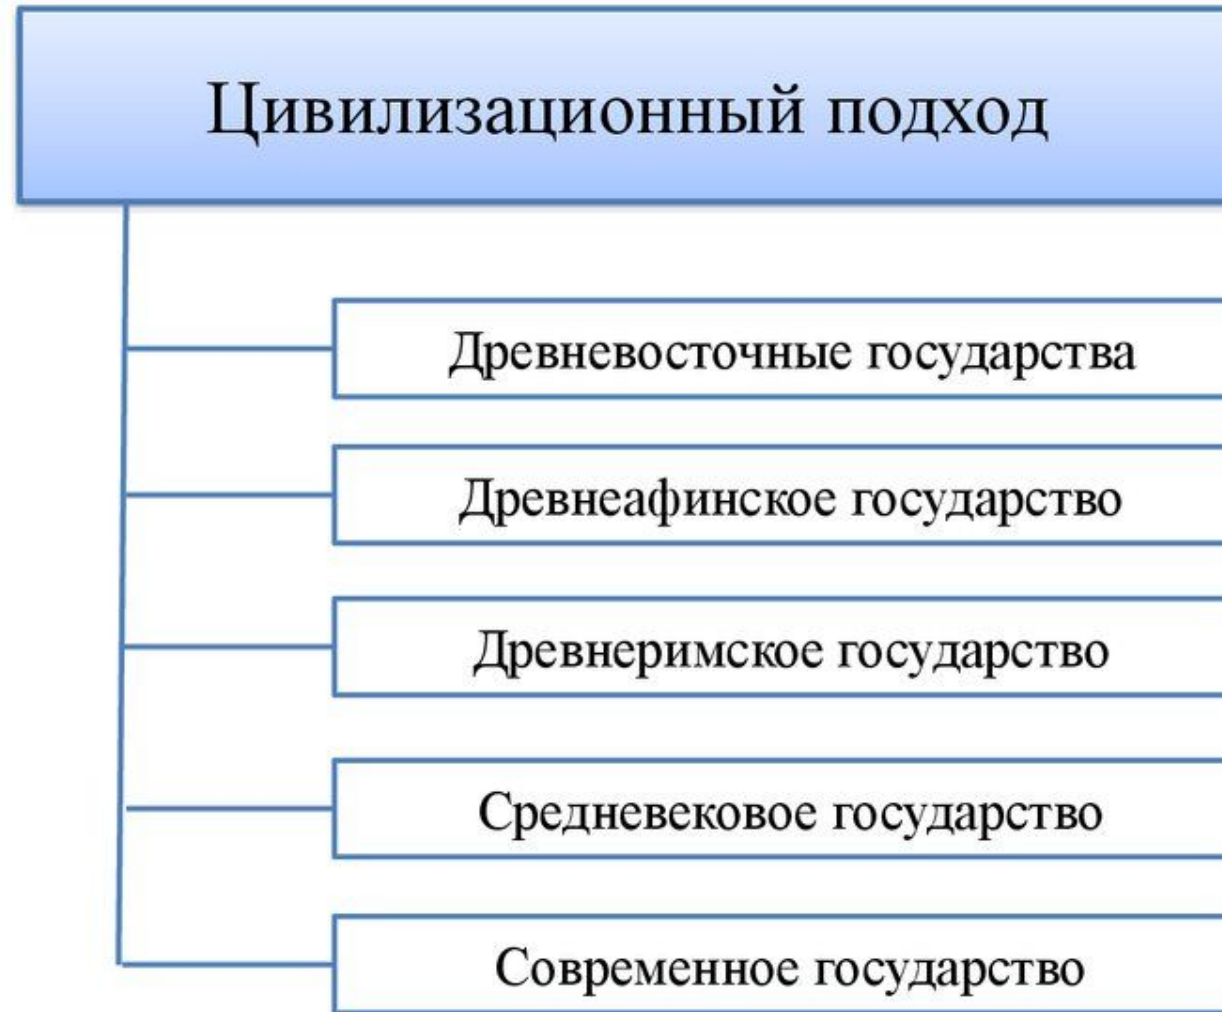 Цивилизационный подход
Древневосточные государства
Древнеафинское государство
Древнеримское государство
Средневековое государство
Современное государство